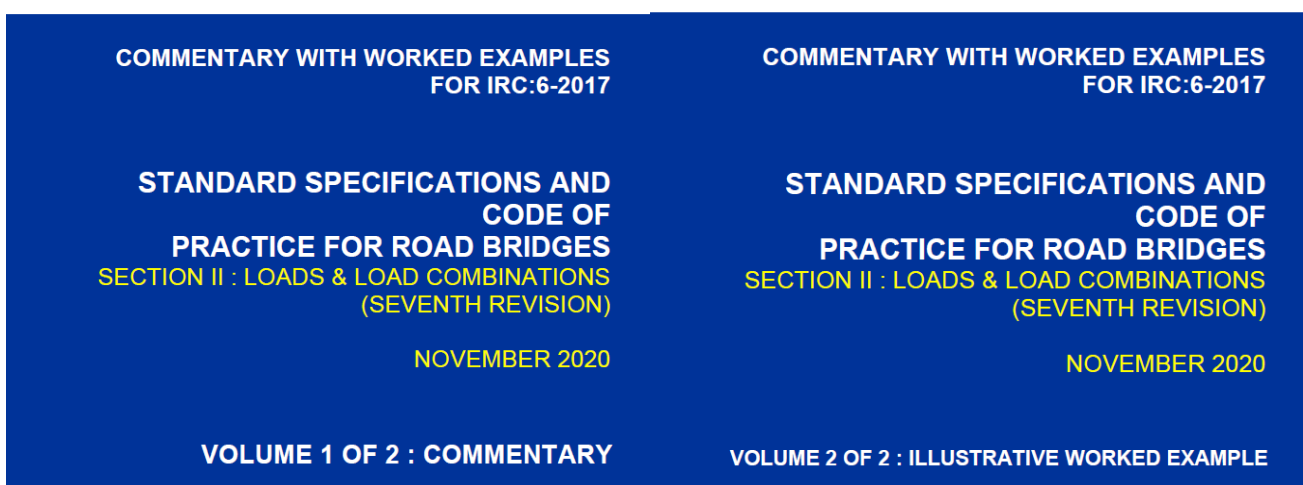 COMMENTARY WITH WORKED EXAMPLES
FOR IRC:6-2017
STANDARD SPECIFICATIONS AND
CODE OF
PRACTICE FOR ROAD BRIDGES
SECTION II : LOADS & LOAD COMBINATIONS
(SEVENTH REVISION)
NOVEMBER 2020
VOLUME 1 OF 2 : COMMENTARY
COMMENTARY WITH WORKED EXAMPLES
FOR IRC:6-2017
STANDARD SPECIFICATIONS AND
CODE OF
PRACTICE FOR ROAD BRIDGES
SECTION II : LOADS & LOAD COMBINATIONS
(SEVENTH REVISION)
NOVEMBER 2020
VOLUME 2 OF 2 : ILLUSTRATIVE WORKED EXAMPLE